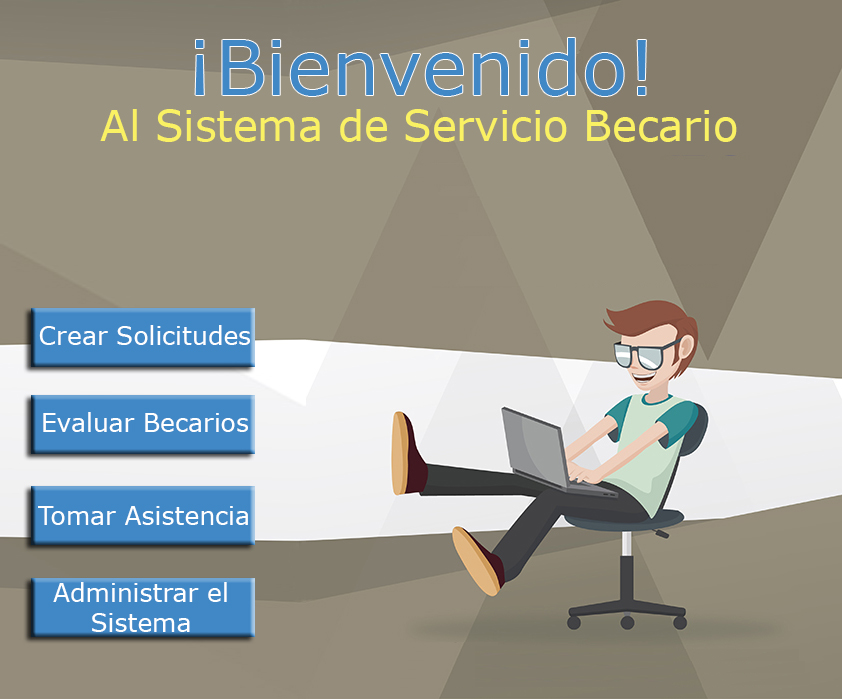 ¡Bienvenido!
Al Sistema de Servicio Becario
Crear Solicitudes
Evaluar Becarios
Tomar Asistencia
Administrar el
Sistema